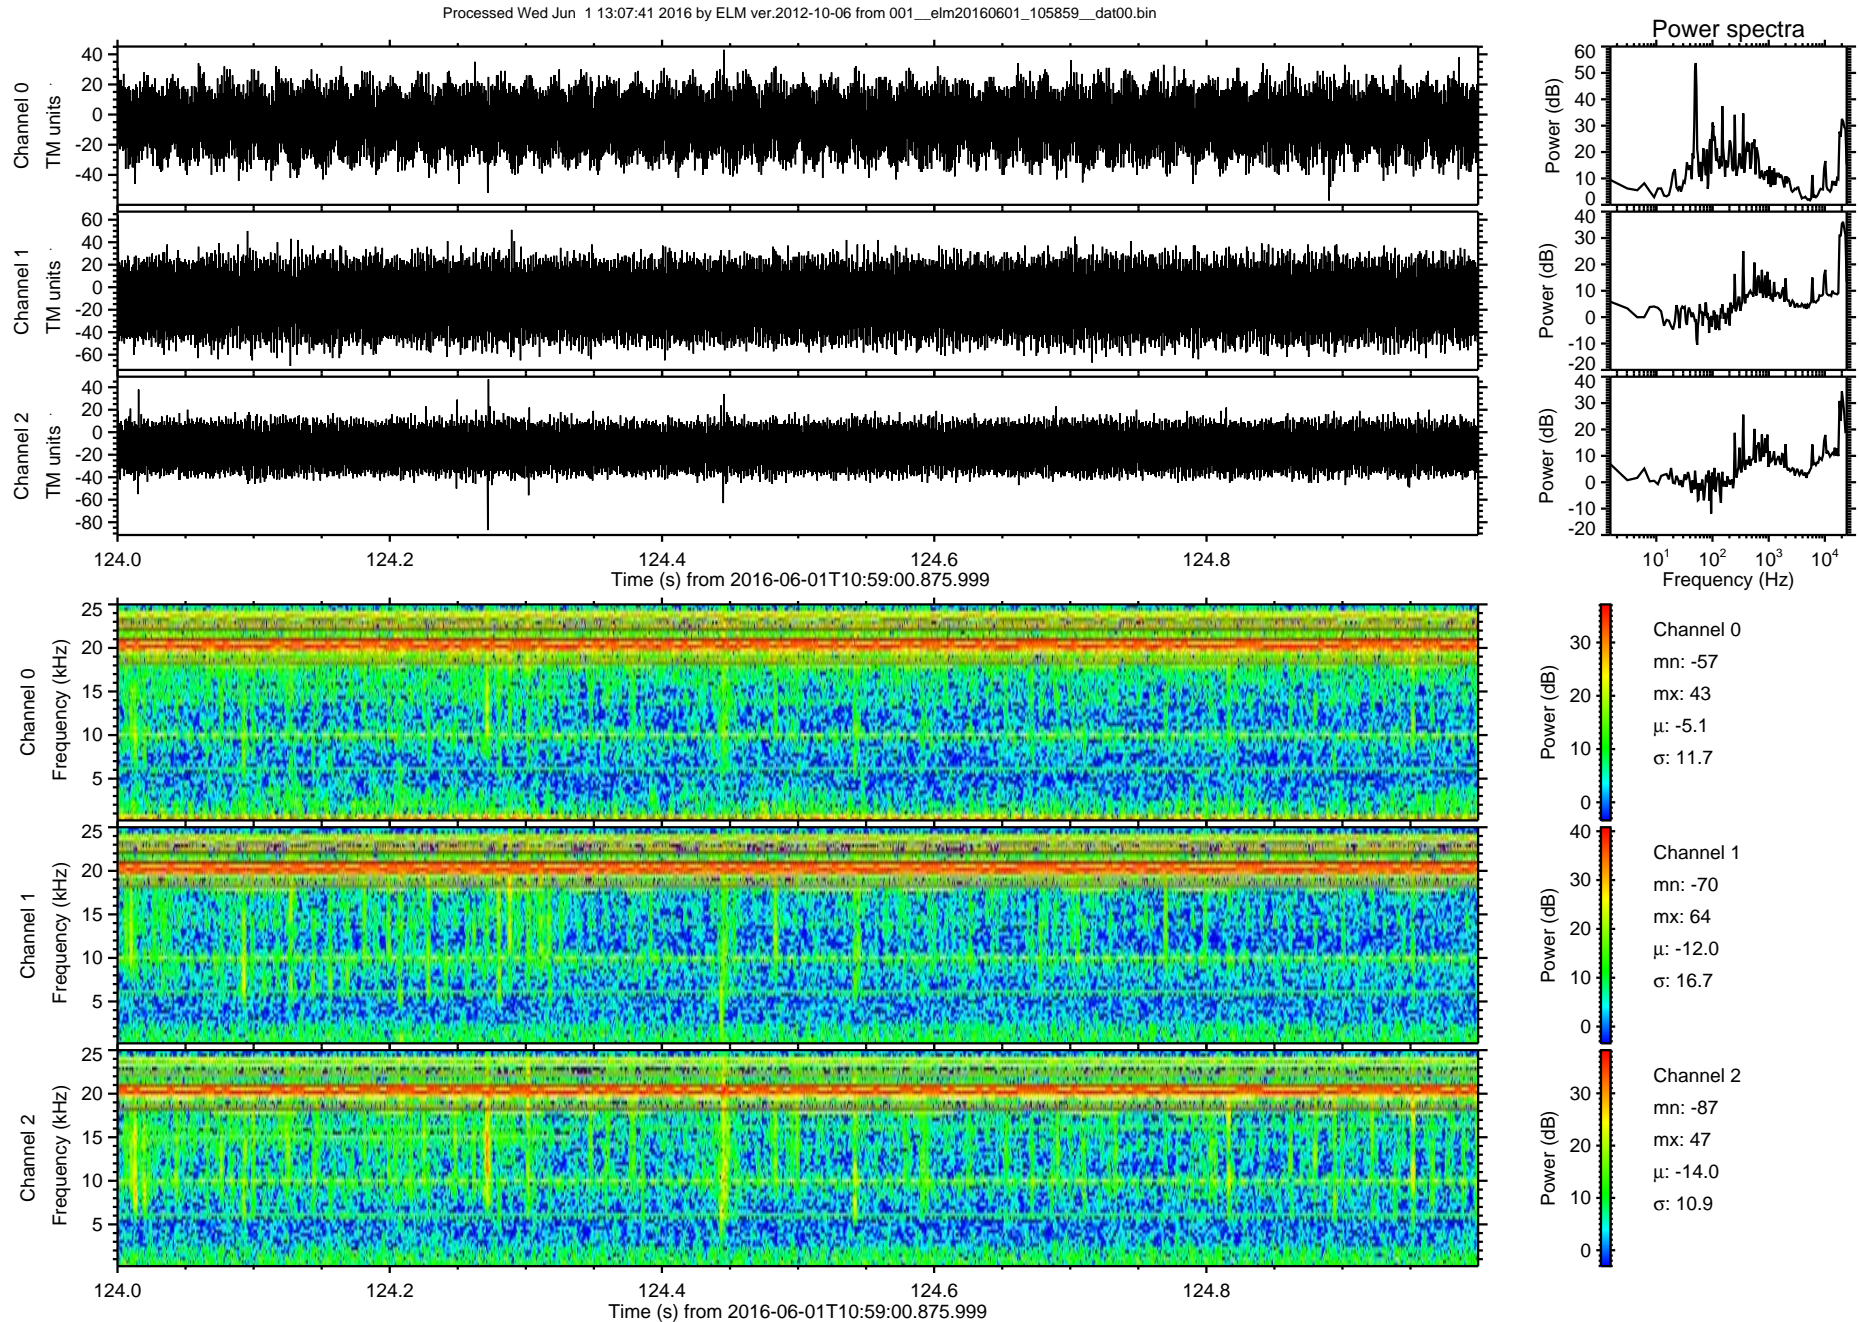 Processed Wed Jun  1 13:07:41 2016 by ELM ver.2012-10-06 from 001__elm20160601_105859__dat00.bin
Power spectra
Channel 0
TM units
40
20
0
-20
-40
Power (dB)
60
50
40
30
20
10
0
Channel 1
TM units
60
40
20
0
-20
-40
-60
Power (dB)
40
30
20
10
0
-10
-20
Channel 2
TM units
40
20
0
-20
-40
-60
-80
Power (dB)
40
30
20
10
0
-10
-20
124.0 124.2 124.4 124.6 124.8
Time (s) from 2016-06-01T10:59:00.875.999
10¹ 10² 10³ 10⁴
Frequency (Hz)
Channel 0
Frequency (kHz)
25
20
15
10
5
Power (dB)
30
20
10
0
Channel 0
mn: -57
mx: 43
μ: -5.1
σ: 11.7
Channel 1
Frequency (kHz)
25
20
15
10
5
Power (dB)
40
30
20
10
0
Channel 1
mn: -70
mx: 64
μ: -12.0
σ: 16.7
Channel 2
Frequency (kHz)
25
20
15
10
5
Power (dB)
30
20
10
0
Channel 2
mn: -87
mx: 47
μ: -14.0
σ: 10.9
124.0 124.2 124.4 124.6 124.8
Time (s) from 2016-06-01T10:59:00.875.999